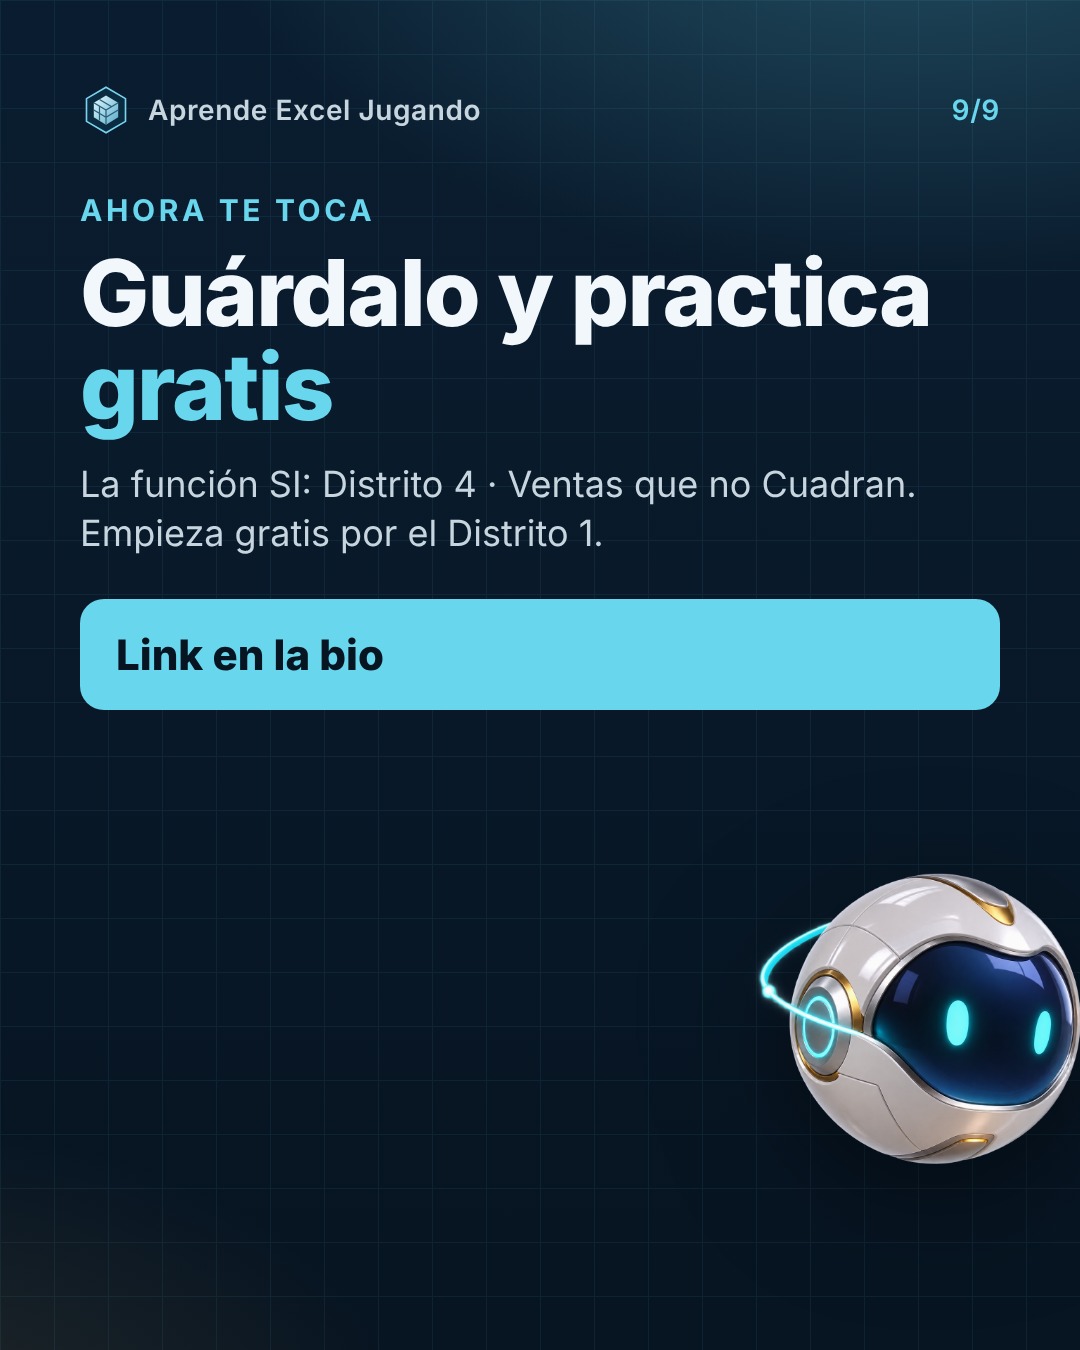 Aprende Excel Jugando
9/9
AHORA TE TOCA
Guárdalo y practica
gratis
La función SI: Distrito 4 · Ventas que no Cuadran.
Empieza gratis por el Distrito 1.
Link en la bio